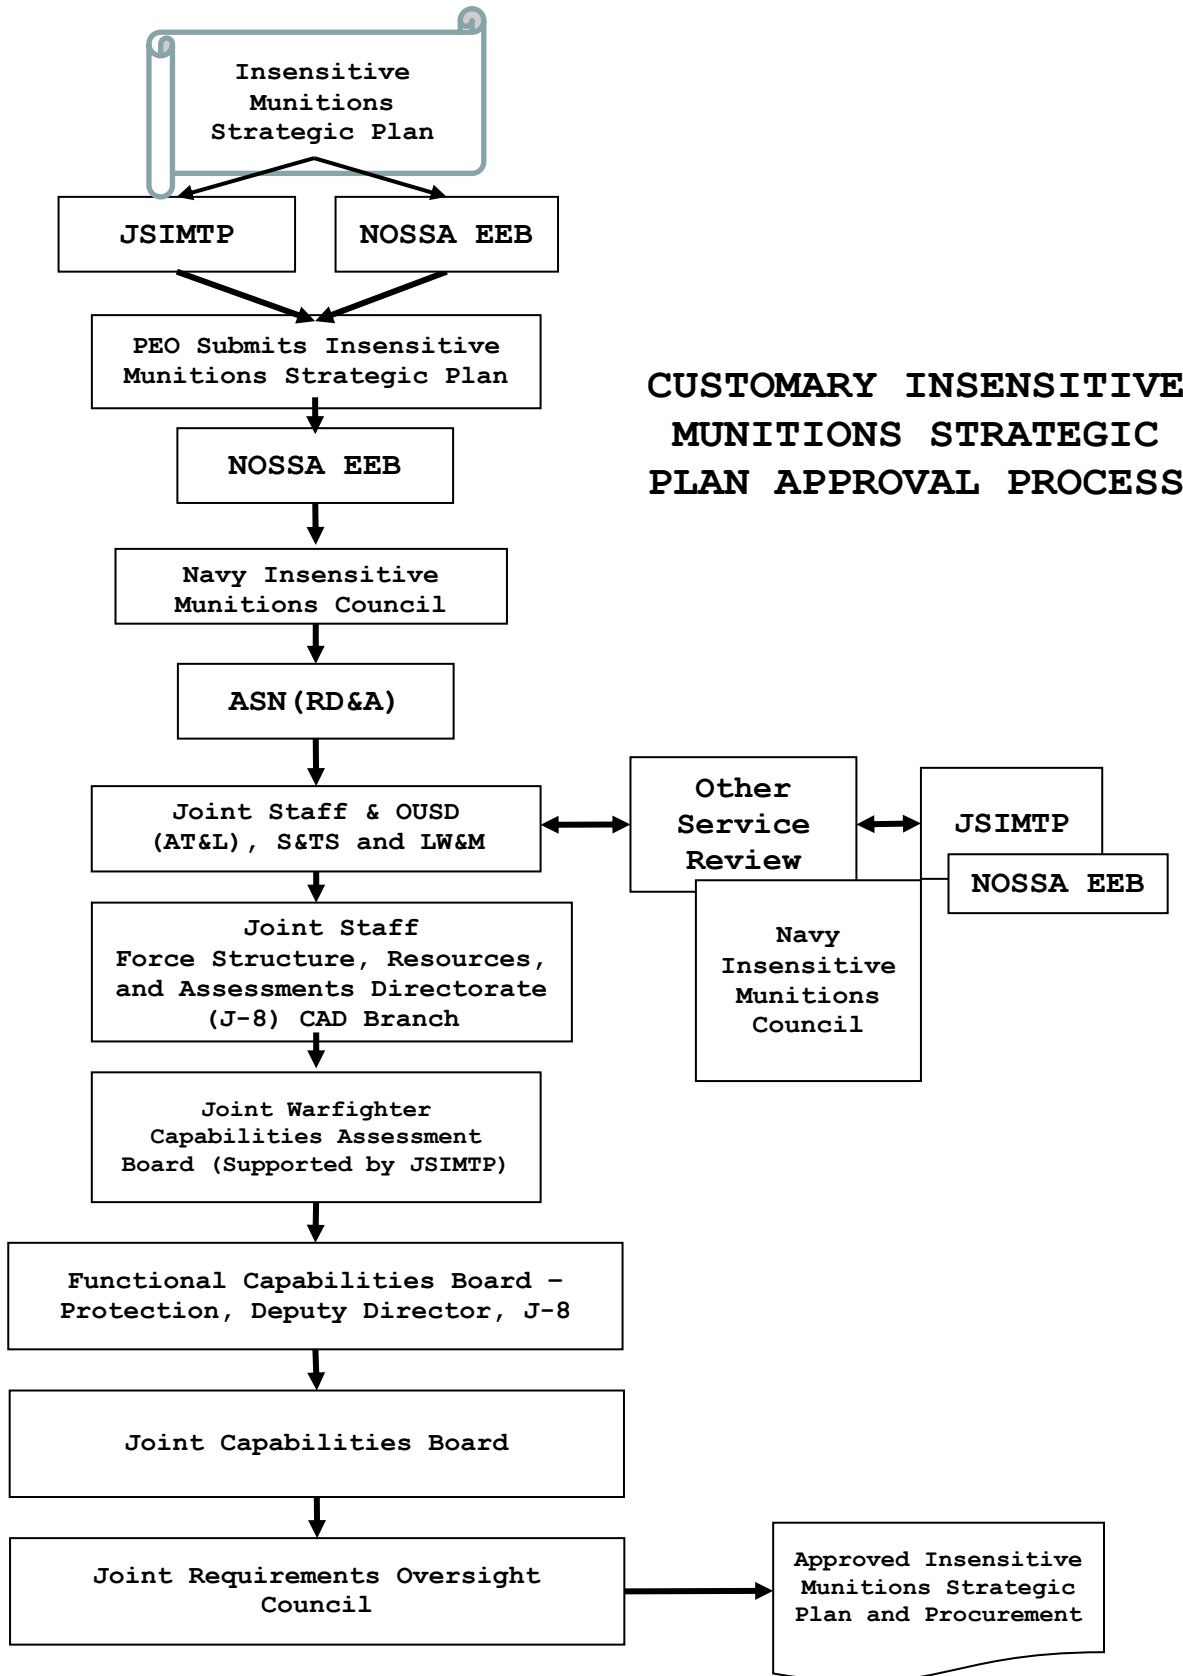 Insensitive
Munitions
Strategic Plan
JSIMTP
NOSSA EEB
PEO Submits Insensitive
Munitions Strategic Plan
CUSTOMARY INSENSITIVE
MUNITIONS STRATEGIC
PLAN APPROVAL PROCESS
NOSSA EEB
Navy Insensitive
Munitions Council
ASN(RD&A)
Joint Staff & OUSD
(AT&L), S&TS and LW&M
Other
Service
Review
JSIMTP
NOSSA EEB
Navy
Insensitive
Munitions
Council
Joint Staff
Force Structure, Resources,
and Assessments Directorate
(J-8) CAD Branch
Joint Warfighter
Capabilities Assessment
Board (Supported by JSIMTP)
Functional Capabilities Board –
Protection, Deputy Director, J-8
Joint Capabilities Board
Joint Requirements Oversight
Council
Approved Insensitive
Munitions Strategic
Plan and Procurement